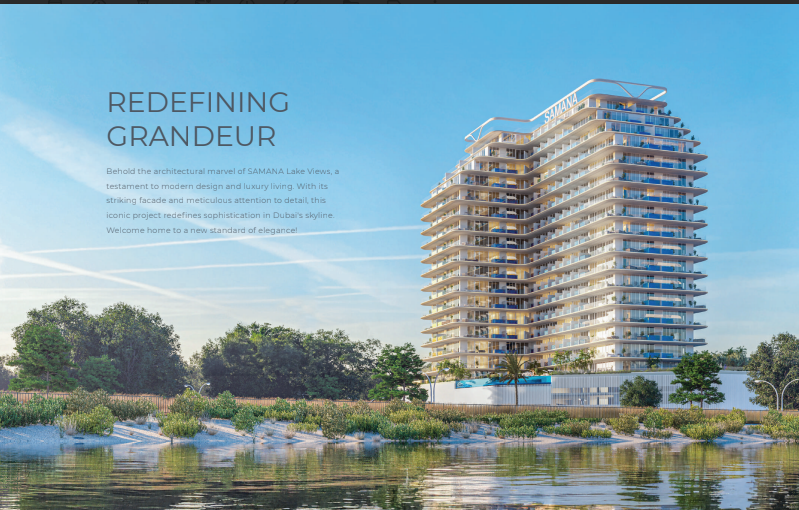 REDEFINING
GRANDEUR
Behold the architectural marvel of SAMANA Lake Views, a
testament to modern design and luxury living. With its
striking facade and meticulous attention to detail, this
iconic project redefines sophistication in Dubai's skyline.
Welcome home to a new standard of elegance!
SAMANA